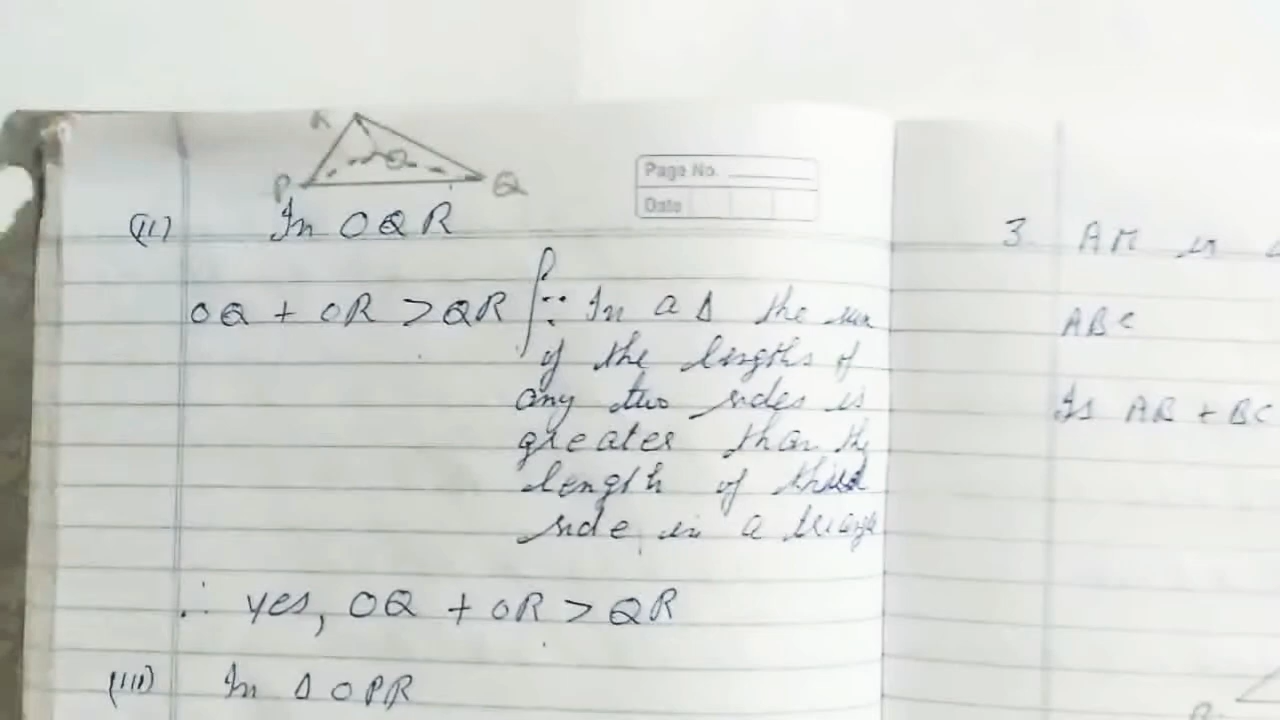 R
O
P Q
Page No.
Date
(II) In OQR
OQ + OR > QR [∵ In a Δ the sum
of the lengths of
any two sides is
greater than the
length of third
side in a triangle
∴ yes, OQ + OR > QR
(III) In Δ OPR
3. AM is a
ABC
Is AB + BC